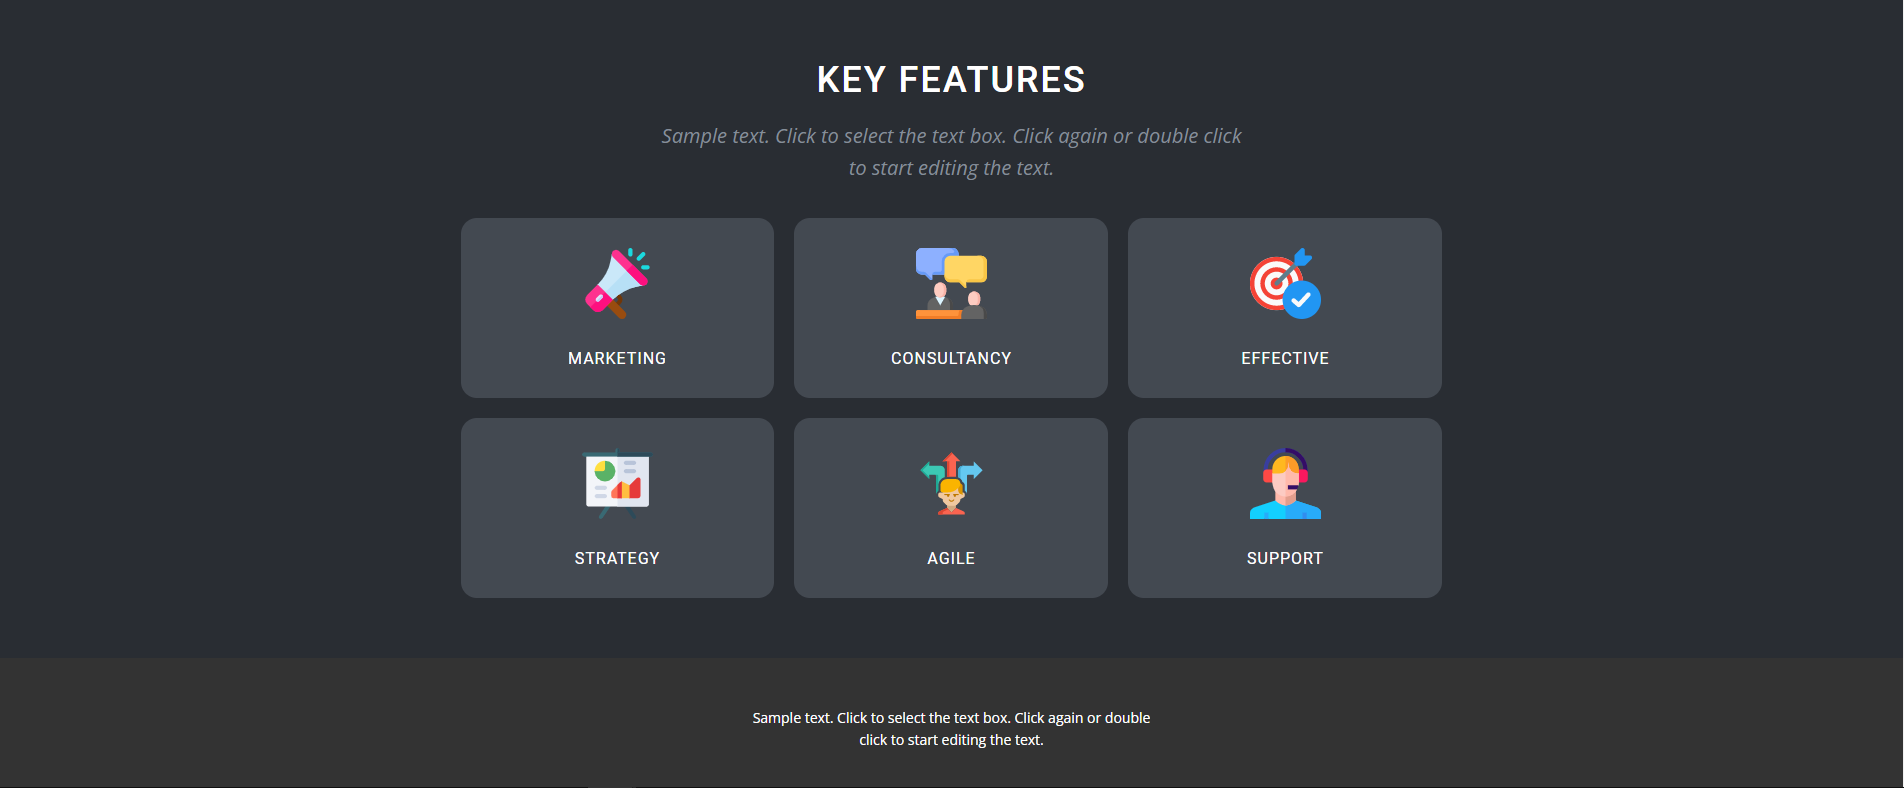 KEY FEATURES
Sample text. Click to select the text box. Click again or double click
to start editing the text.
MARKETING
CONSULTANCY
EFFECTIVE
STRATEGY
AGILE
SUPPORT
Sample text. Click to select the text box. Click again or double
click to start editing the text.